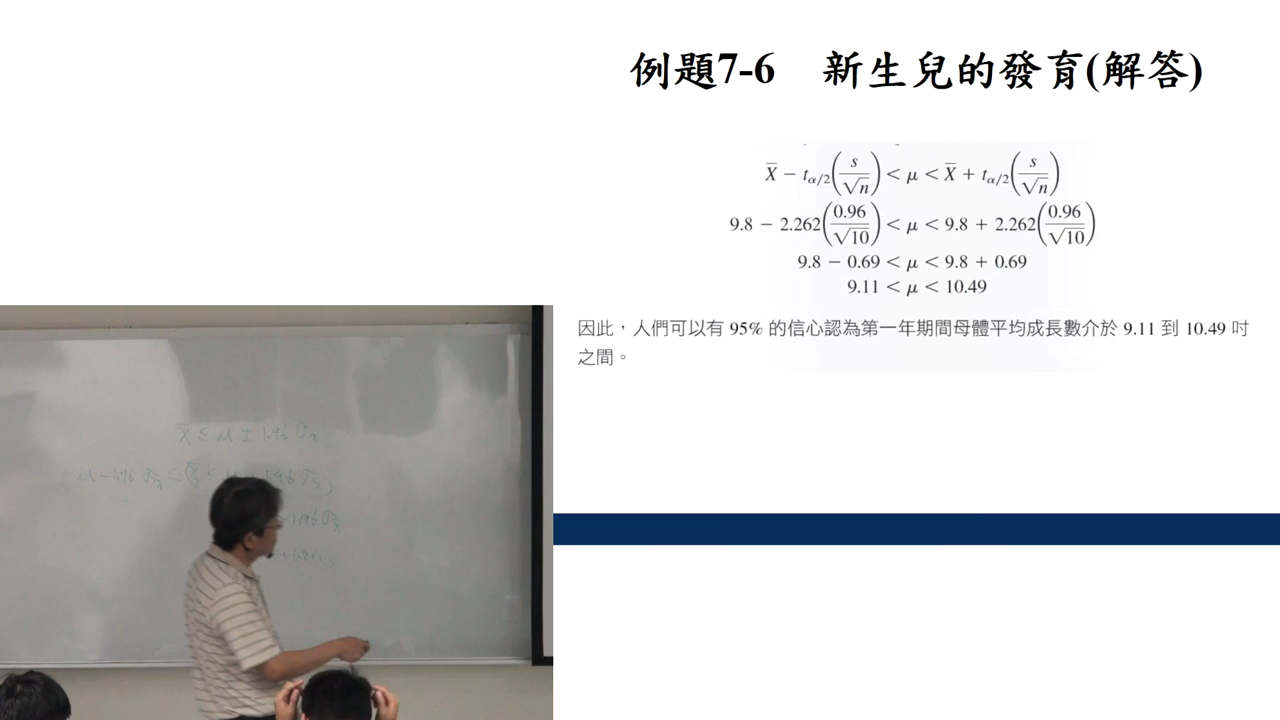 例題7-6 新生兒的發育(解答)
X̄ − t_{α/2}(s/√n) < μ < X̄ + t_{α/2}(s/√n)
9.8 − 2.262(0.96/√10) < μ < 9.8 + 2.262(0.96/√10)
9.8 − 0.69 < μ < 9.8 + 0.69
9.11 < μ < 10.49
因此，人們可以有 95% 的信心認為第一年期間母體平均成長數介於 9.11 到 10.49 吋
之間。
X̄ ≤ μ ± 1.96 σ_x̄